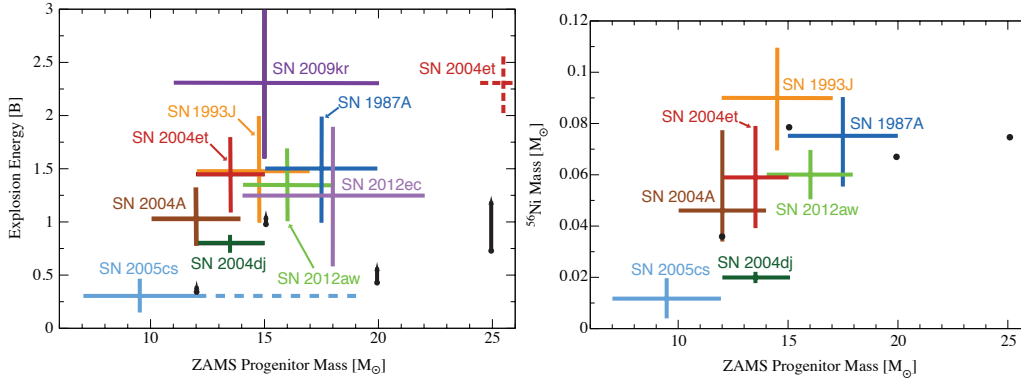 3
2.5
2
1.5
1
0.5
0
Explosion Energy [B]
SN 2009kr
SN 2004et
SN 1993J
SN 1987A
SN 2004et
SN 2012ec
SN 2004A
SN 2004dj
SN 2012aw
SN 2005cs
10 15 20 25
ZAMS Progenitor Mass [M☉]
0.12
0.1
0.08
0.06
0.04
0.02
0
⁵⁶Ni Mass [M☉]
SN 1993J
SN 2004et
SN 1987A
SN 2004A
SN 2012aw
SN 2004dj
SN 2005cs
10 15 20 25
ZAMS Progenitor Mass [M☉]